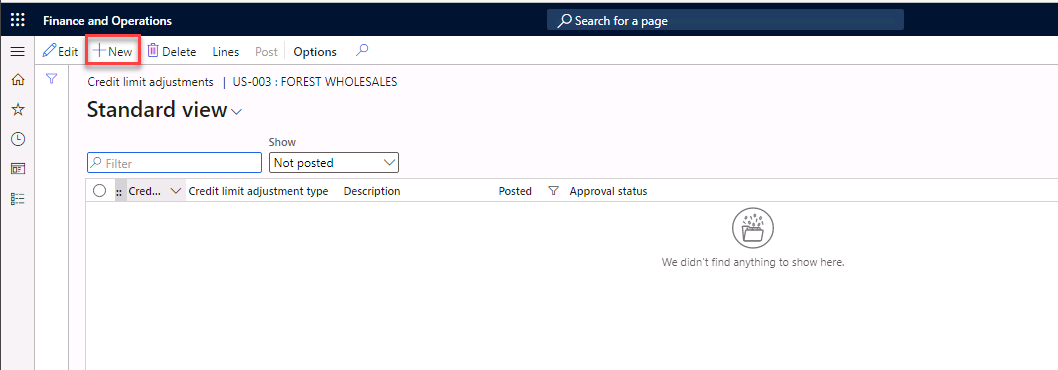 Finance and Operations
Search for a page
Edit New Delete Lines Post Options
Credit limit adjustments | US-003 : FOREST WHOLESALES
Standard view
Show
Filter Not posted
Cred... Credit limit adjustment type Description Posted Approval status
We didn't find anything to show here.